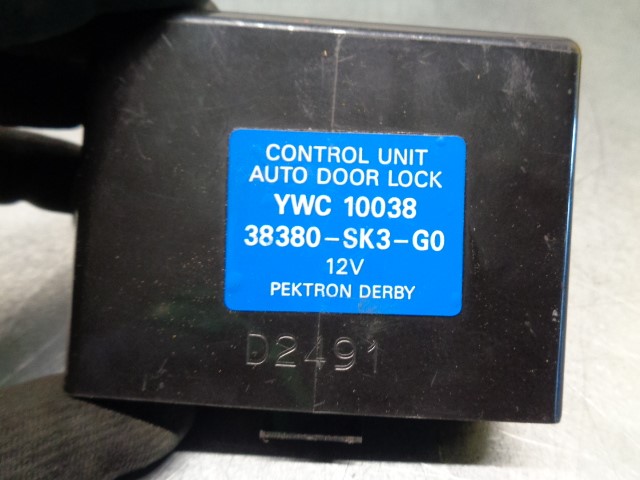 CONTROL UNIT
AUTO DOOR LOCK
YWC 10038
38380-SK3-G0
12V
PEKTRON DERBY
D2491